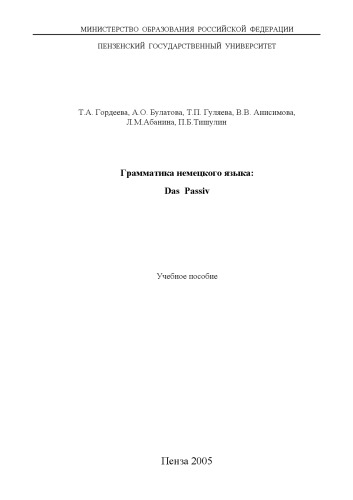 МИНИСТЕРСТВО ОБРАЗОВАНИЯ РОССИЙСКОЙ ФЕДЕРАЦИИ
ПЕНЗЕНСКИЙ ГОСУДАРСТВЕННЫЙ УНИВЕРСИТЕТ
Т.А. Гордеева, А.О. Булатова, Т.П. Гуляева, В.В. Анисимова,
Л.М.Абанина, П.Б.Тишулин
Грамматика немецкого языка:
Das Passiv
Учебное пособие
Пенза 2005